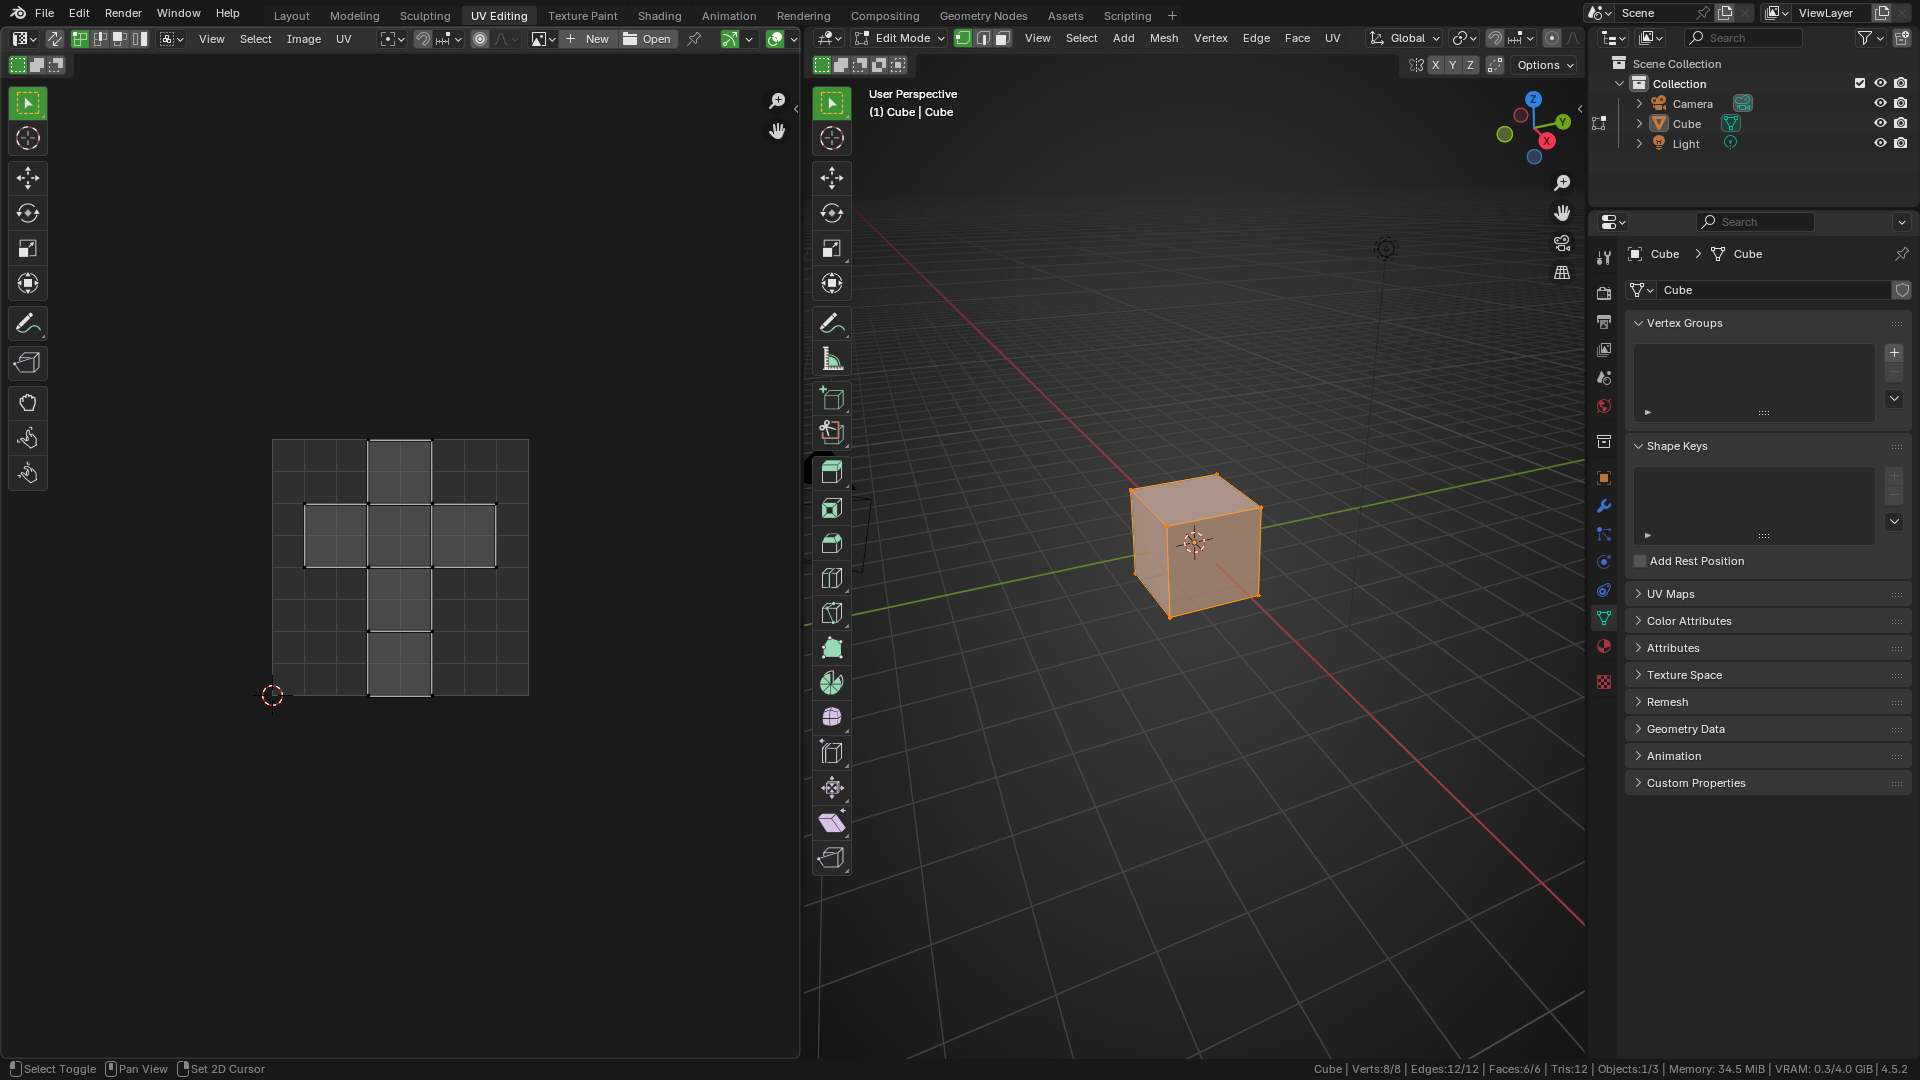 File Edit Render Window Help Layout Modeling Sculpting UV Editing Texture Paint Shading Animation Rendering Compositing Geometry Nodes Assets Scripting + Scene ViewLayer
View Select Image UV New Open Edit Mode View Select Add Mesh Vertex Edge Face UV Global Search
X Y Z Options
User Perspective
(1) Cube | Cube
Z
Y
X
Scene Collection
Collection
Camera
Cube
Light
Search
Cube > Cube
Cube
Vertex Groups
Shape Keys
Add Rest Position
UV Maps
Color Attributes
Attributes
Texture Space
Remesh
Geometry Data
Animation
Custom Properties
Select Toggle Pan View Set 2D Cursor Cube | Verts:8/8 | Edges:12/12 | Faces:6/6 | Tris:12 | Objects:1/3 | Memory: 34.5 MiB | VRAM: 0.3/4.0 GiB | 4.5.2